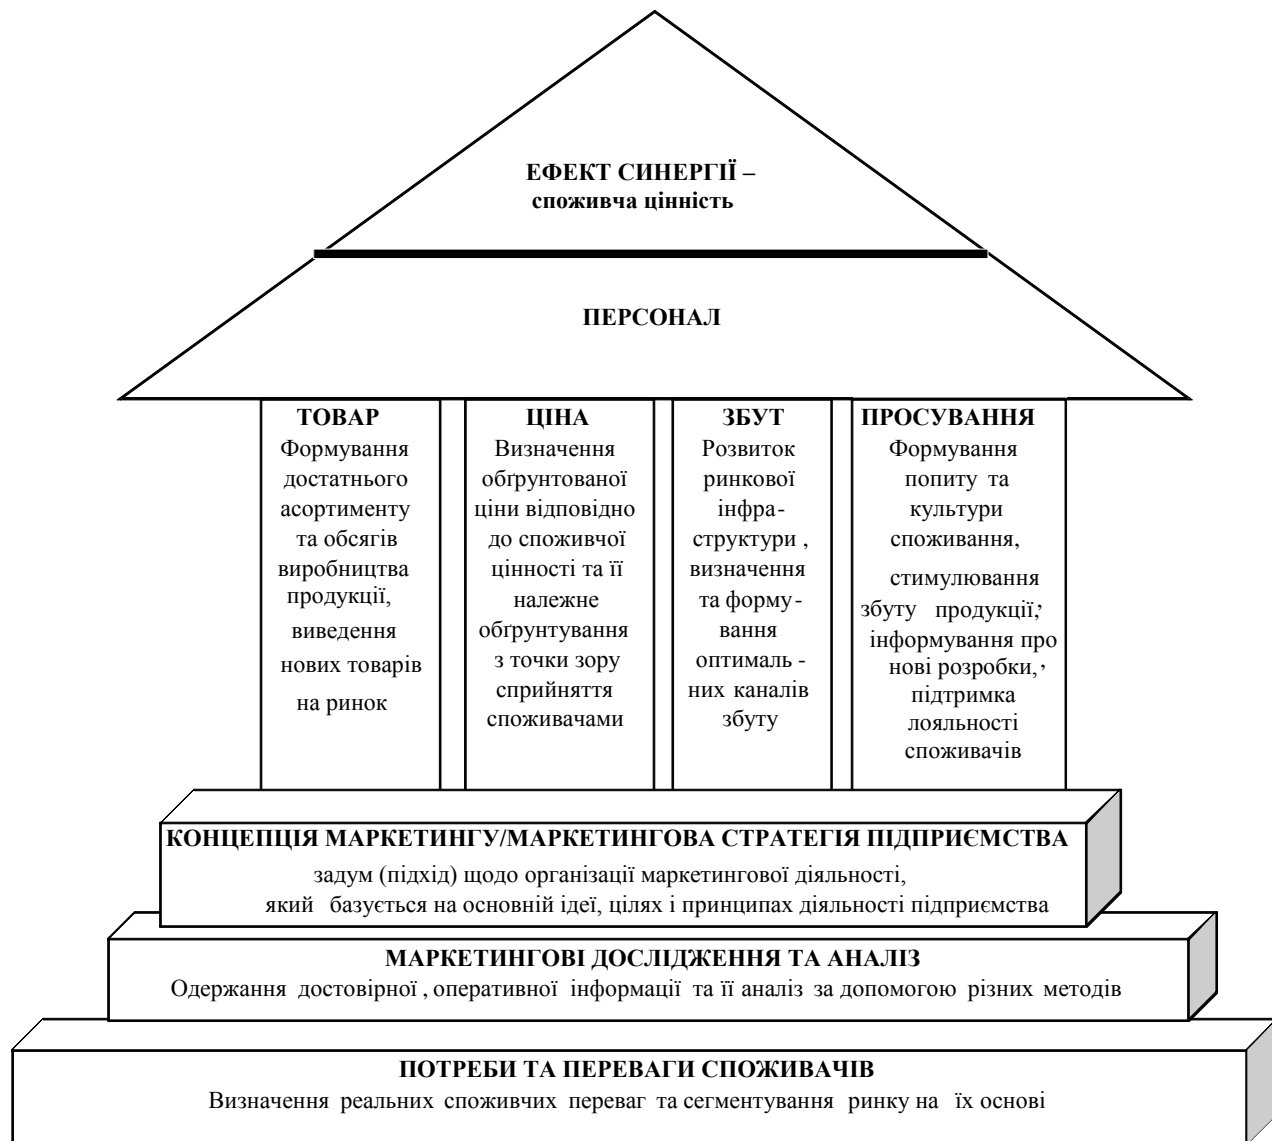 ЕФЕКТ СИНЕРГІЇ –
споживча цінність
ПЕРСОНАЛ
ТОВАР
Формування
достатнього
асортименту
та обсягів
виробництва
продукції,
виведення
нових товарів
на ринок
ЦІНА
Визначення
обґрунтованої
ціни відповідно
до споживчої
цінності та її
належне
обґрунтування
з точки зору
сприйняття
споживачами
ЗБУТ
Розвиток
ринкової
інфра-
структури ,
визначення
та форму-
вання
оптималь -
них каналів
збуту
ПРОСУВАННЯ
Формування
попиту та
культури
споживання,
стимулювання
збуту продукції,,
інформування про
нові розробки,,
підтримка
лояльності
споживачів
КОНЦЕПЦІЯ МАРКЕТИНГУ/МАРКЕТИНГОВА СТРАТЕГІЯ ПІДПРИЄМСТВА
задум (підхід) щодо організації маркетингової діяльності,
який базується на основній ідеї, цілях і принципах діяльності підприємства
МАРКЕТИНГОВІ ДОСЛІДЖЕННЯ ТА АНАЛІЗ
Одержання достовірної , оперативної інформації та її аналіз за допомогою різних методів
ПОТРЕБИ ТА ПЕРЕВАГИ СПОЖИВАЧІВ
Визначення реальних споживчих переваг та сегментування ринку на їх основі